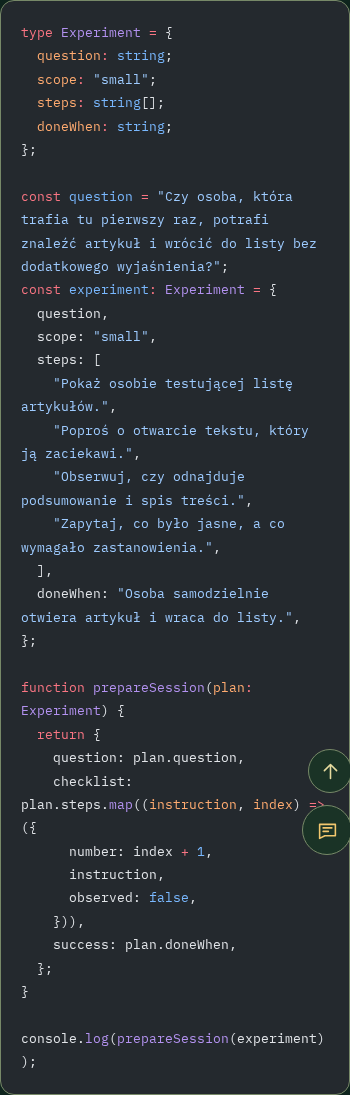 type Experiment = {
  question: string;
  scope: "small";
  steps: string[];
  doneWhen: string;
};

const question = "Czy osoba, która
trafia tu pierwszy raz, potrafi
znaleźć artykuł i wrócić do listy bez
dodatkowego wyjaśnienia?";
const experiment: Experiment = {
  question,
  scope: "small",
  steps: [
    "Pokaż osobie testującej listę
artykułów.",
    "Poproś o otwarcie tekstu, który
ją zaciekawi.",
    "Obserwuj, czy odnajduje
podsumowanie i spis treści.",
    "Zapytaj, co było jasne, a co
wymagało zastanowienia.",
  ],
  doneWhen: "Osoba samodzielnie
otwiera artykuł i wraca do listy.",
};

function prepareSession(plan:
Experiment) {
  return {
    question: plan.question,
    checklist:
plan.steps.map((instruction, index) =>
({
      number: index + 1,
      instruction,
      observed: false,
    })),
    success: plan.doneWhen,
  };
}

console.log(prepareSession(experiment)
);